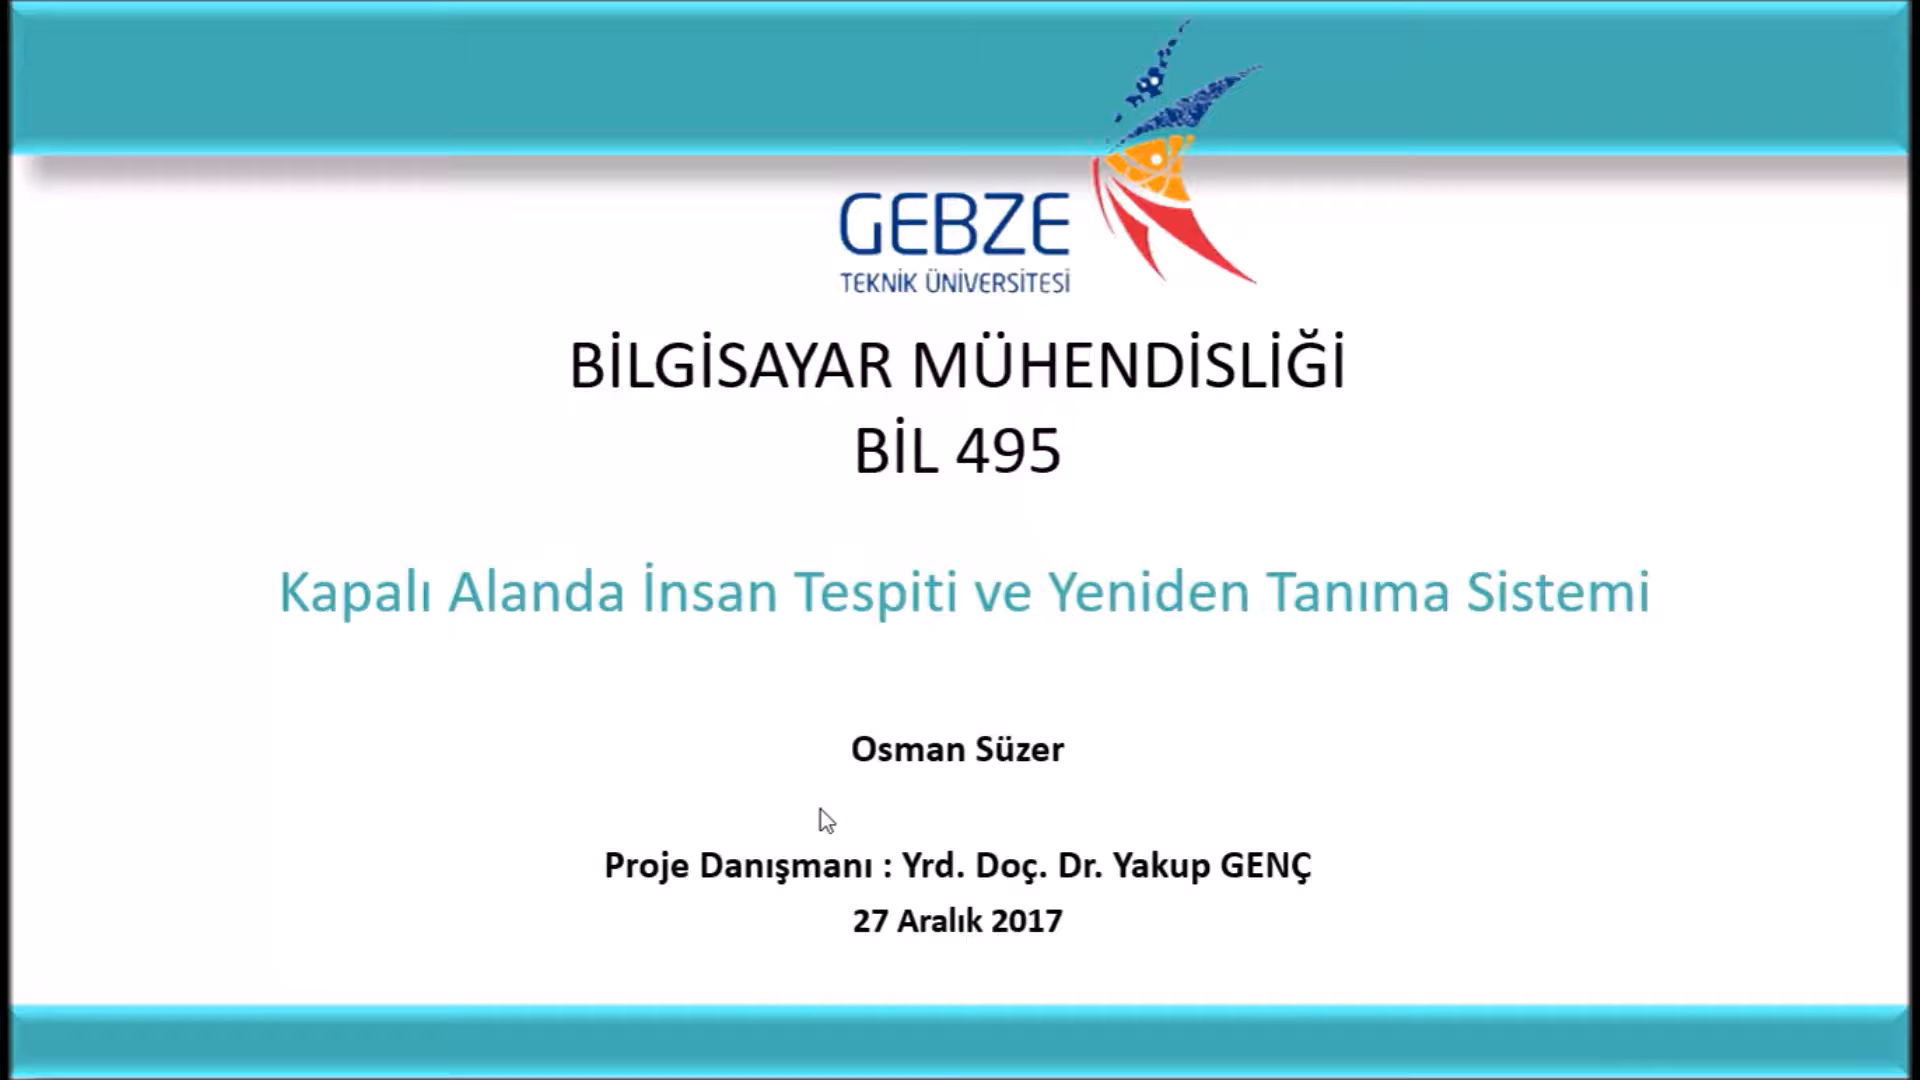 GEBZE
TEKNİK ÜNİVERSİTESİ
BİLGİSAYAR MÜHENDİSLİĞİ
BİL 495
Kapalı Alanda İnsan Tespiti ve Yeniden Tanıma Sistemi
Osman Süzer
Proje Danışmanı : Yrd. Doç. Dr. Yakup GENÇ
27 Aralık 2017